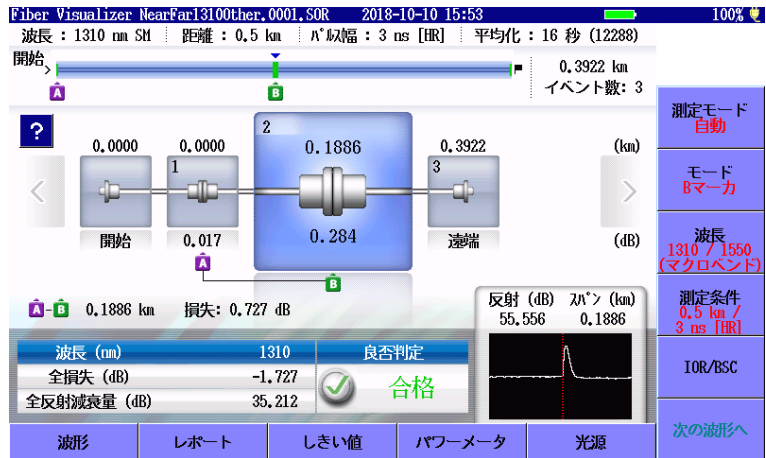 Fiber Visualizer NearFar13100ther.0001.SOR 2018-10-10 15:53 100%
波長 : 1310 nm SM 距離 : 0.5 km パルス幅 : 3 ns [HR] 平均化 : 16 秒 (12288)
開始
A
B
0.3922 km
イベント数: 3
?
0.0000 0.0000 2 0.1886 0.3922 (km)
1 3
< >
開始 0.017 0.284 遠端 (dB)
A
B
A-B 0.1886 km 損失: 0.727 dB
反射 (dB) スパン (km)
55.556 0.1886
波長 (nm) 1310 良否判定
全損失 (dB) -1.727
合格
全反射減衰量 (dB) 35.212
測定モード
自動
モード
Bマーカ
波長
1310 / 1550
(マクロベンド)
測定条件
0.5 km /
3 ns [HR]
IOR/BSC
次の波形へ
波形 レポート しきい値 パワーメータ 光源